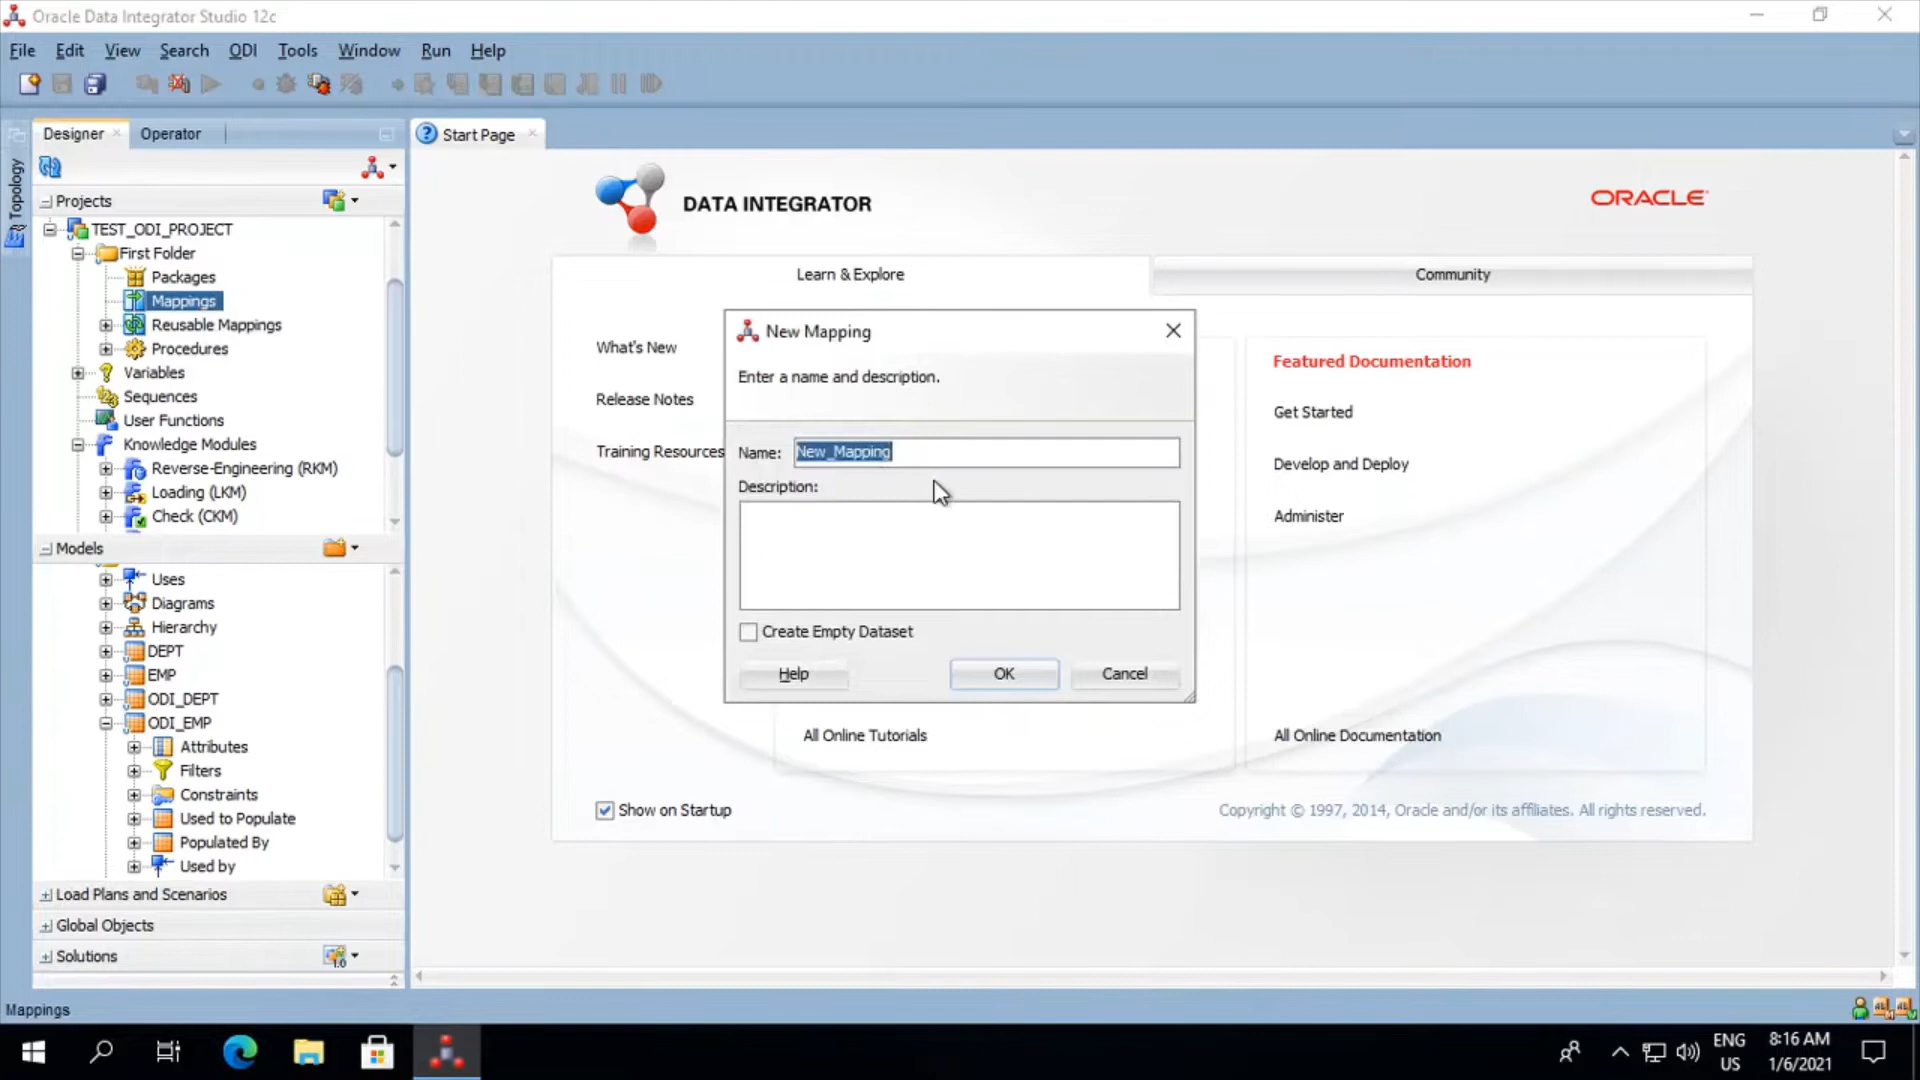 Oracle Data Integrator Studio 12c
File Edit View Search ODI Tools Window Run Help
Designer
Operator
Start Page
Topology
Projects
TEST_ODI_PROJECT
First Folder
Packages
Mappings
Reusable Mappings
Procedures
Variables
Sequences
User Functions
Knowledge Modules
Reverse-Engineering (RKM)
Loading (LKM)
Check (CKM)
Models
Uses
Diagrams
Hierarchy
DEPT
EMP
ODI_DEPT
ODI_EMP
Attributes
Filters
Constraints
Used to Populate
Populated By
Used by
Load Plans and Scenarios
Global Objects
Solutions
1.0
DATA INTEGRATOR
ORACLE
Learn & Explore
Community
What's New
Release Notes
Training Resources
Featured Documentation
Get Started
Develop and Deploy
Administer
New Mapping
Enter a name and description.
Name: New_Mapping
Description:
Create Empty Dataset
Help
OK
Cancel
All Online Tutorials
All Online Documentation
Show on Startup
Copyright © 1997, 2014, Oracle and/or its affiliates. All rights reserved.
Mappings
ENG
US
8:16 AM
1/6/2021